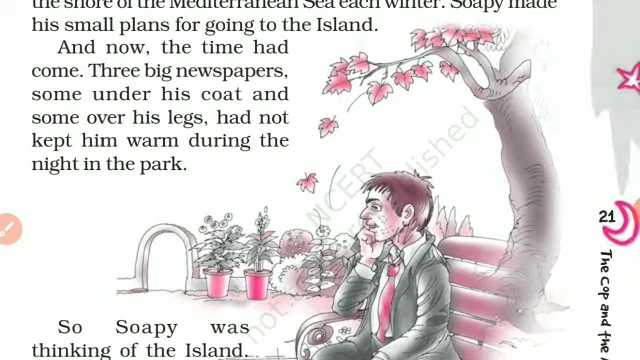 the shore of the Mediterranean Sea each winter. Soapy made
his small plans for going to the Island.
And now, the time had
come. Three big newspapers,
some under his coat and
some over his legs, had not
kept him warm during the
night in the park.
So Soapy was
thinking of the Island.
21
The Cop and the
NCERT
not